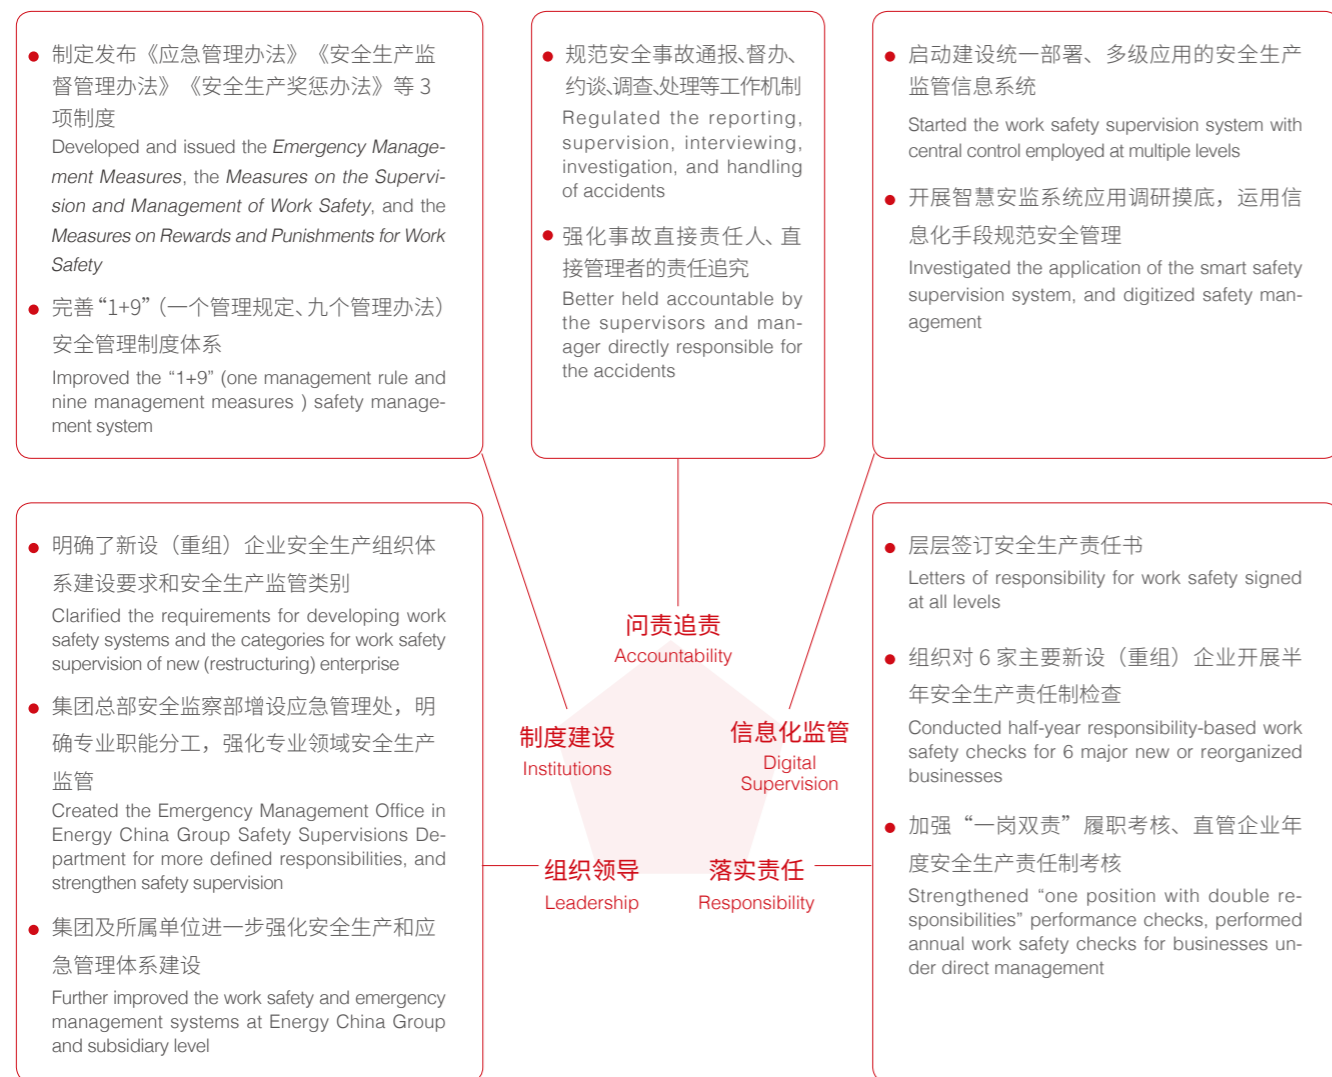 制定发布《应急管理办法》《安全生产监
督管理办法》《安全生产奖惩办法》等 3
项制度
Developed and issued the Emergency Manage-
ment Measures, the Measures on the Supervi-
sion and Management of Work Safety, and the
Measures on Rewards and Punishments for Work
Safety
完善“1+9”（一个管理规定、九个管理办法）
安全管理制度体系
Improved the “1+9” (one management rule and
nine management measures ) safety manage-
ment system
规范安全事故通报、督办、
约谈、调查、处理等工作机制
Regulated the reporting,
supervision, interviewing,
investigation, and handling
of accidents
强化事故直接责任人、直
接管理者的责任追究
Better held accountable by
the supervisors and man-
ager directly responsible for
the accidents
启动建设统一部署、多级应用的安全生产
监管信息系统
Started the work safety supervision system with
central control employed at multiple levels
开展智慧安监系统应用调研摸底，运用信
息化手段规范安全管理
Investigated the application of the smart safety
supervision system, and digitized safety man-
agement
明确了新设（重组）企业安全生产组织体
系建设要求和安全生产监管类别
Clarified the requirements for developing work
safety systems and the categories for work safety
supervision of new (restructuring) enterprise
集团总部安全监察部增设应急管理处，明
确专业职能分工，强化专业领域安全生产
监管
Created the Emergency Management Office in
Energy China Group Safety Supervisions De-
partment for more defined responsibilities, and
strengthen safety supervision
集团及所属单位进一步强化安全生产和应
急管理体系建设
Further improved the work safety and emergency
management systems at Energy China Group
and subsidiary level
问责追责
Accountability
制度建设
Institutions
信息化监管
Digital
Supervision
组织领导
Leadership
落实责任
Responsibility
层层签订安全生产责任书
Letters of responsibility for work safety signed
at all levels
组织对 6 家主要新设（重组）企业开展半
年安全生产责任制检查
Conducted half-year responsibility-based work
safety checks for 6 major new or reorganized
businesses
加强“一岗双责”履职考核、直管企业年
度安全生产责任制考核
Strengthened “one position with double re-
sponsibilities” performance checks, performed
annual work safety checks for businesses un-
der direct management